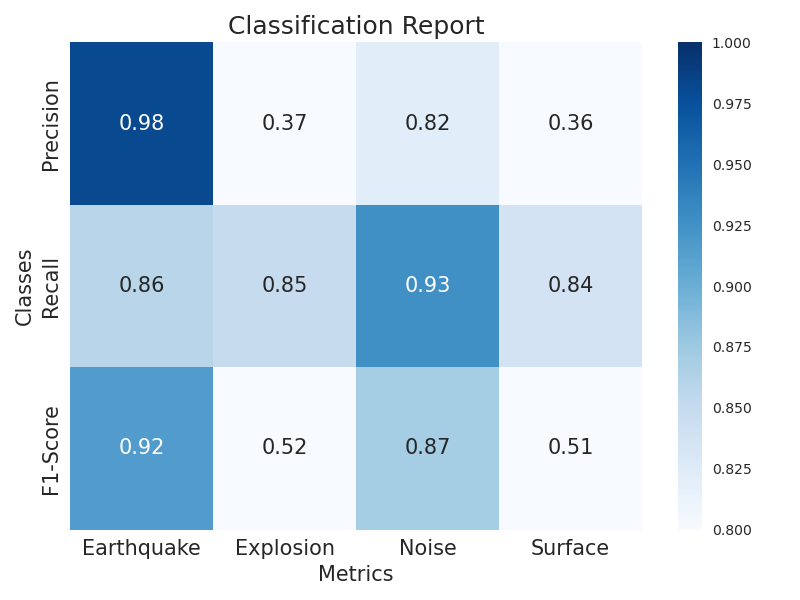 Classification Report
Precision
0.98 0.37 0.82 0.36
Classes
Recall
0.86 0.85 0.93 0.84
F1-Score
0.92 0.52 0.87 0.51
Earthquake Explosion Noise Surface
Metrics
1.000
0.975
0.950
0.925
0.900
0.875
0.850
0.825
0.800